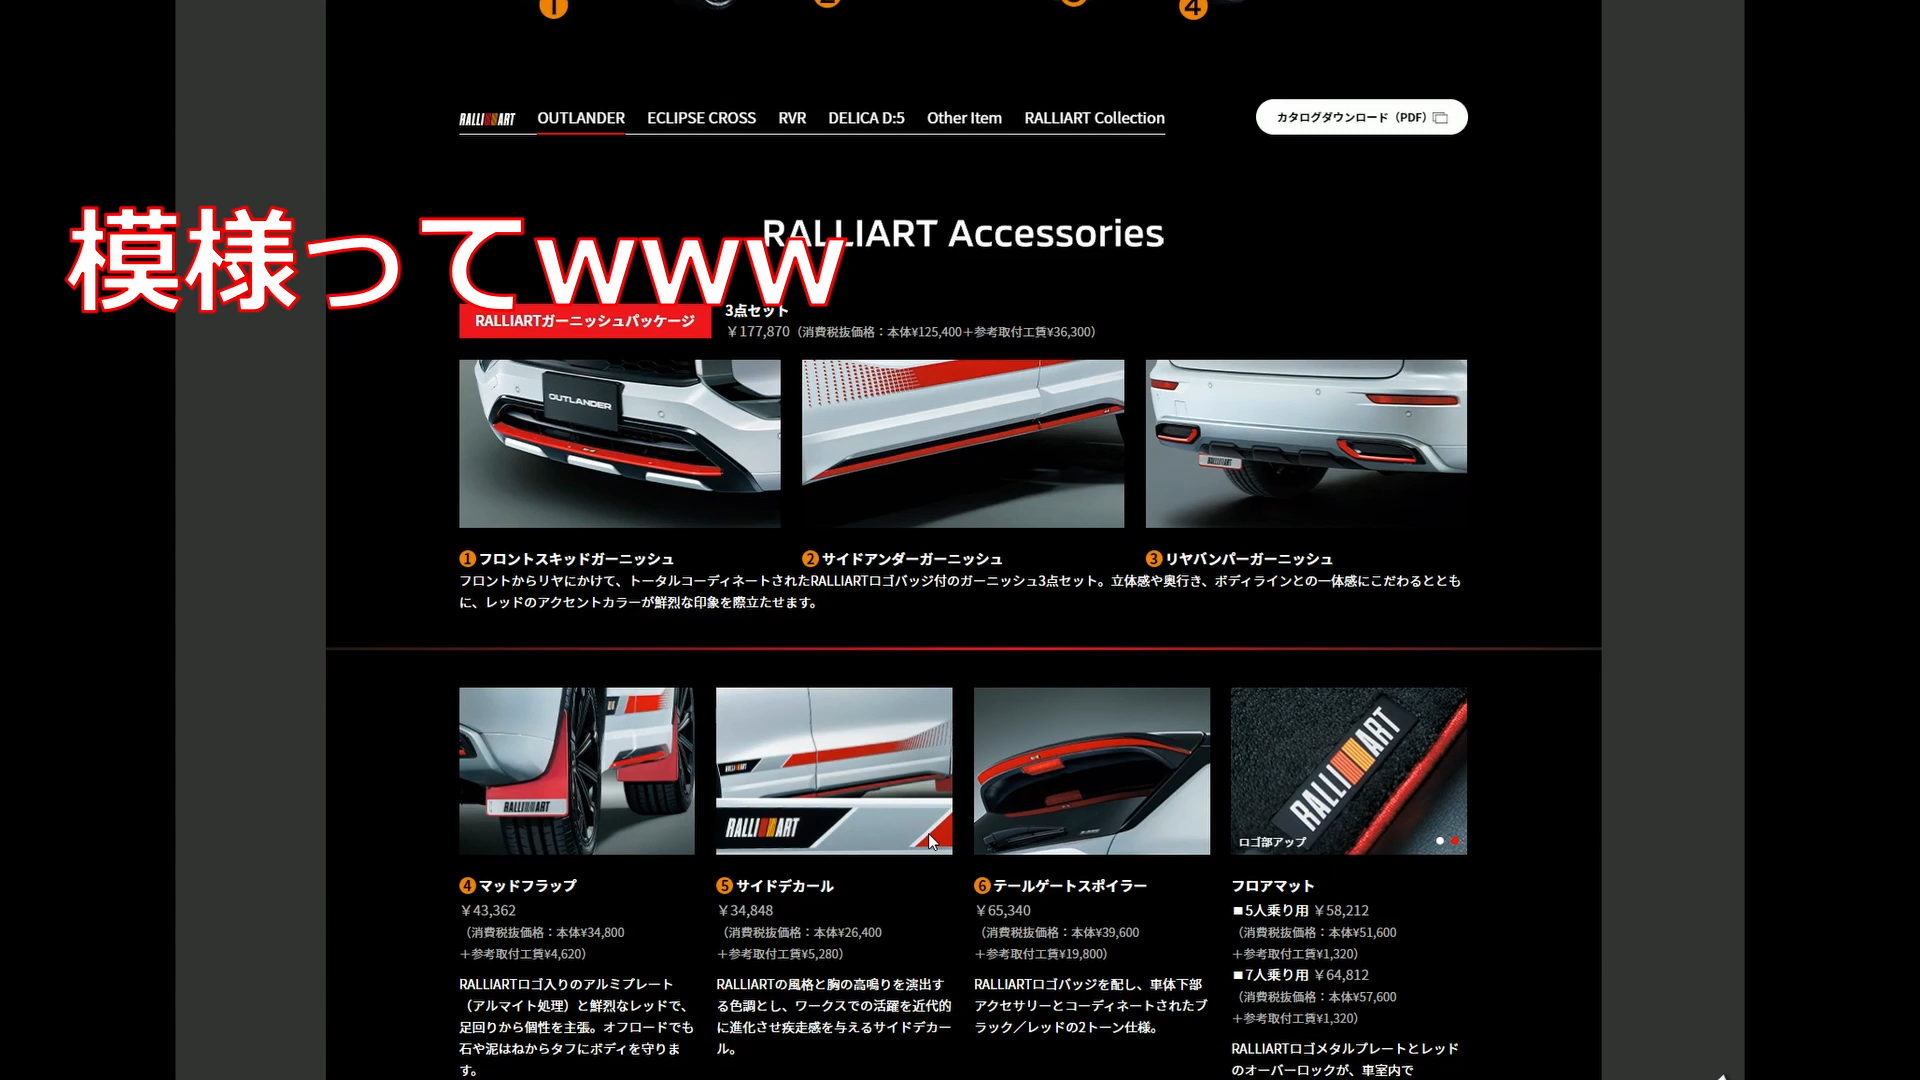 1 2 3 4
RALLIART OUTLANDER ECLIPSE CROSS RVR DELICA D:5 Other Item RALLIART Collection カタログダウンロード（PDF）
模様ってwww
RALLIART Accessories
RALLIARTガーニッシュパッケージ
3点セット
￥177,870（消費税抜価格：本体¥125,400＋参考取付工賃¥36,300）
OUTLANDER
RALLIART
1 フロントスキッドガーニッシュ
2 サイドアンダーガーニッシュ
3 リヤバンパーガーニッシュ
フロントからリヤにかけて、トータルコーディネートされたRALLIARTロゴバッジ付のガーニッシュ3点セット。立体感や奥行き、ボディラインとの一体感にこだわるととも
に、レッドのアクセントカラーが鮮烈な印象を際立たせます。
RALLIART
RALLIART
RALLIART
RALLIART
ロゴ部アップ
4 マッドフラップ
￥43,362
（消費税抜価格：本体¥34,800
＋参考取付工賃¥4,620）
RALLIARTロゴ入りのアルミプレート
（アルマイト処理）と鮮烈なレッドで、
足回りから個性を主張。オフロードでも
石や泥はねからタフにボディを守りま
す。
5 サイドデカール
￥34,848
（消費税抜価格：本体¥26,400
＋参考取付工賃¥5,280）
RALLIARTの風格と胸の高鳴りを演出す
る色調とし、ワークスでの活躍を近代的
に進化させ疾走感を与えるサイドデカー
ル。
6 テールゲートスポイラー
￥65,340
（消費税抜価格：本体¥39,600
＋参考取付工賃¥19,800）
RALLIARTロゴバッジを配し、車体下部
アクセサリーとコーディネートされたブ
ラック／レッドの2トーン仕様。
フロアマット
■5人乗り用 ￥58,212
（消費税抜価格：本体¥51,600
＋参考取付工賃¥1,320）
■7人乗り用 ￥64,812
（消費税抜価格：本体¥57,600
＋参考取付工賃¥1,320）
RALLIARTロゴメタルプレートとレッド
のオーバーロックが、車室内で